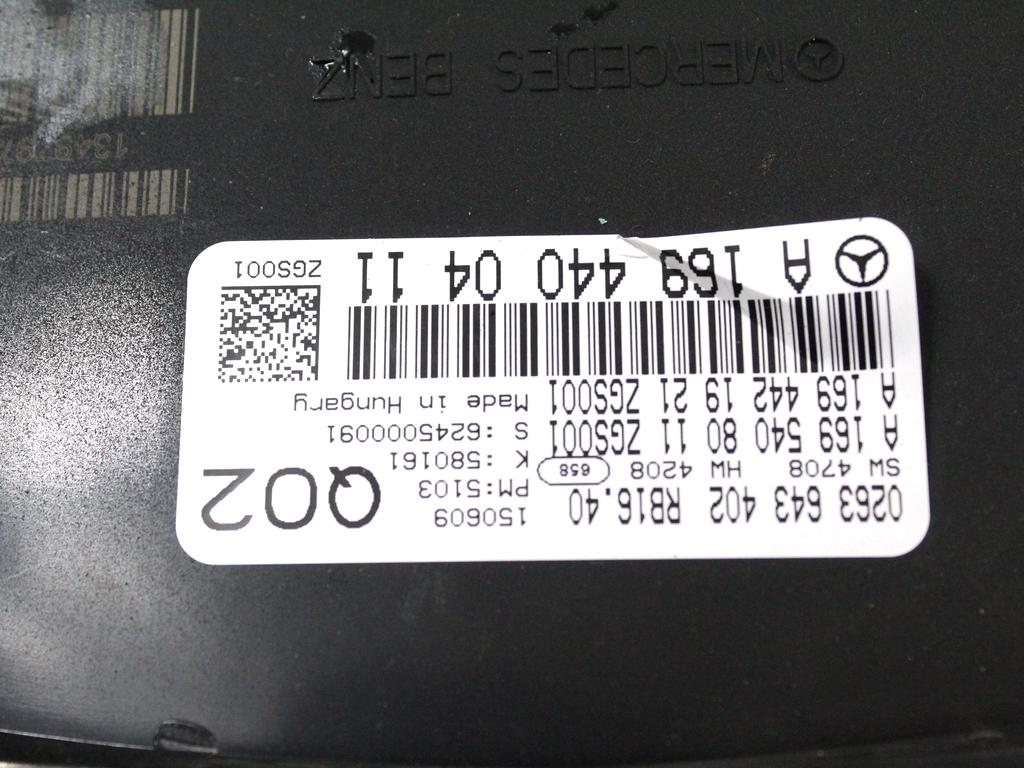 0263 643 402 RB16.40 150609
SW 4708 HW 4208 658 PM:5103 Q02
A 169 540 80 11 ZGS001 K :580161
S :6245000091
A 169 442 19 21 ZGS001 Made in Hungary
A 169 440 04 11 ZGS001
MERCEDES BENZ